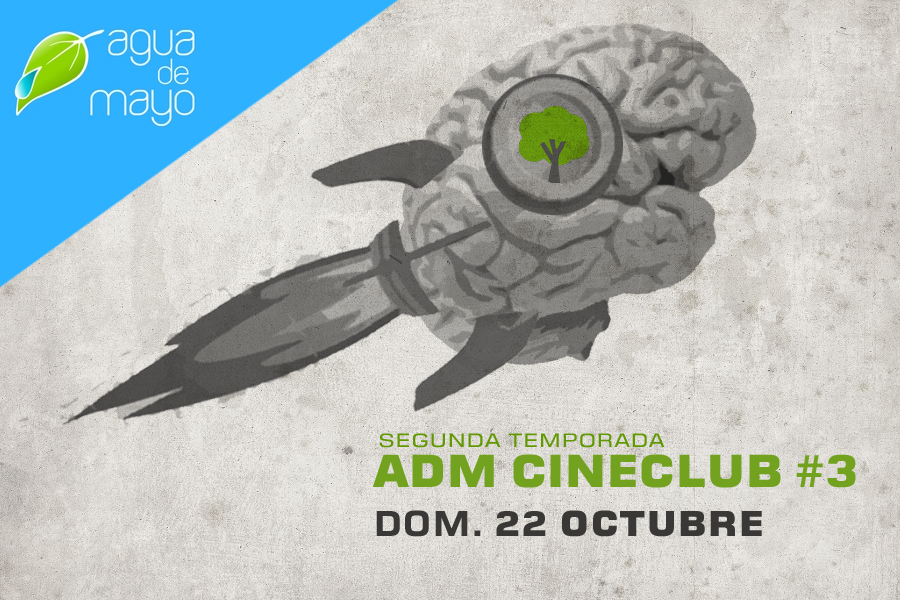 agua
de
mayo
SEGUNDA TEMPORADA
ADM CINECLUB #3
DOM. 22 OCTUBRE